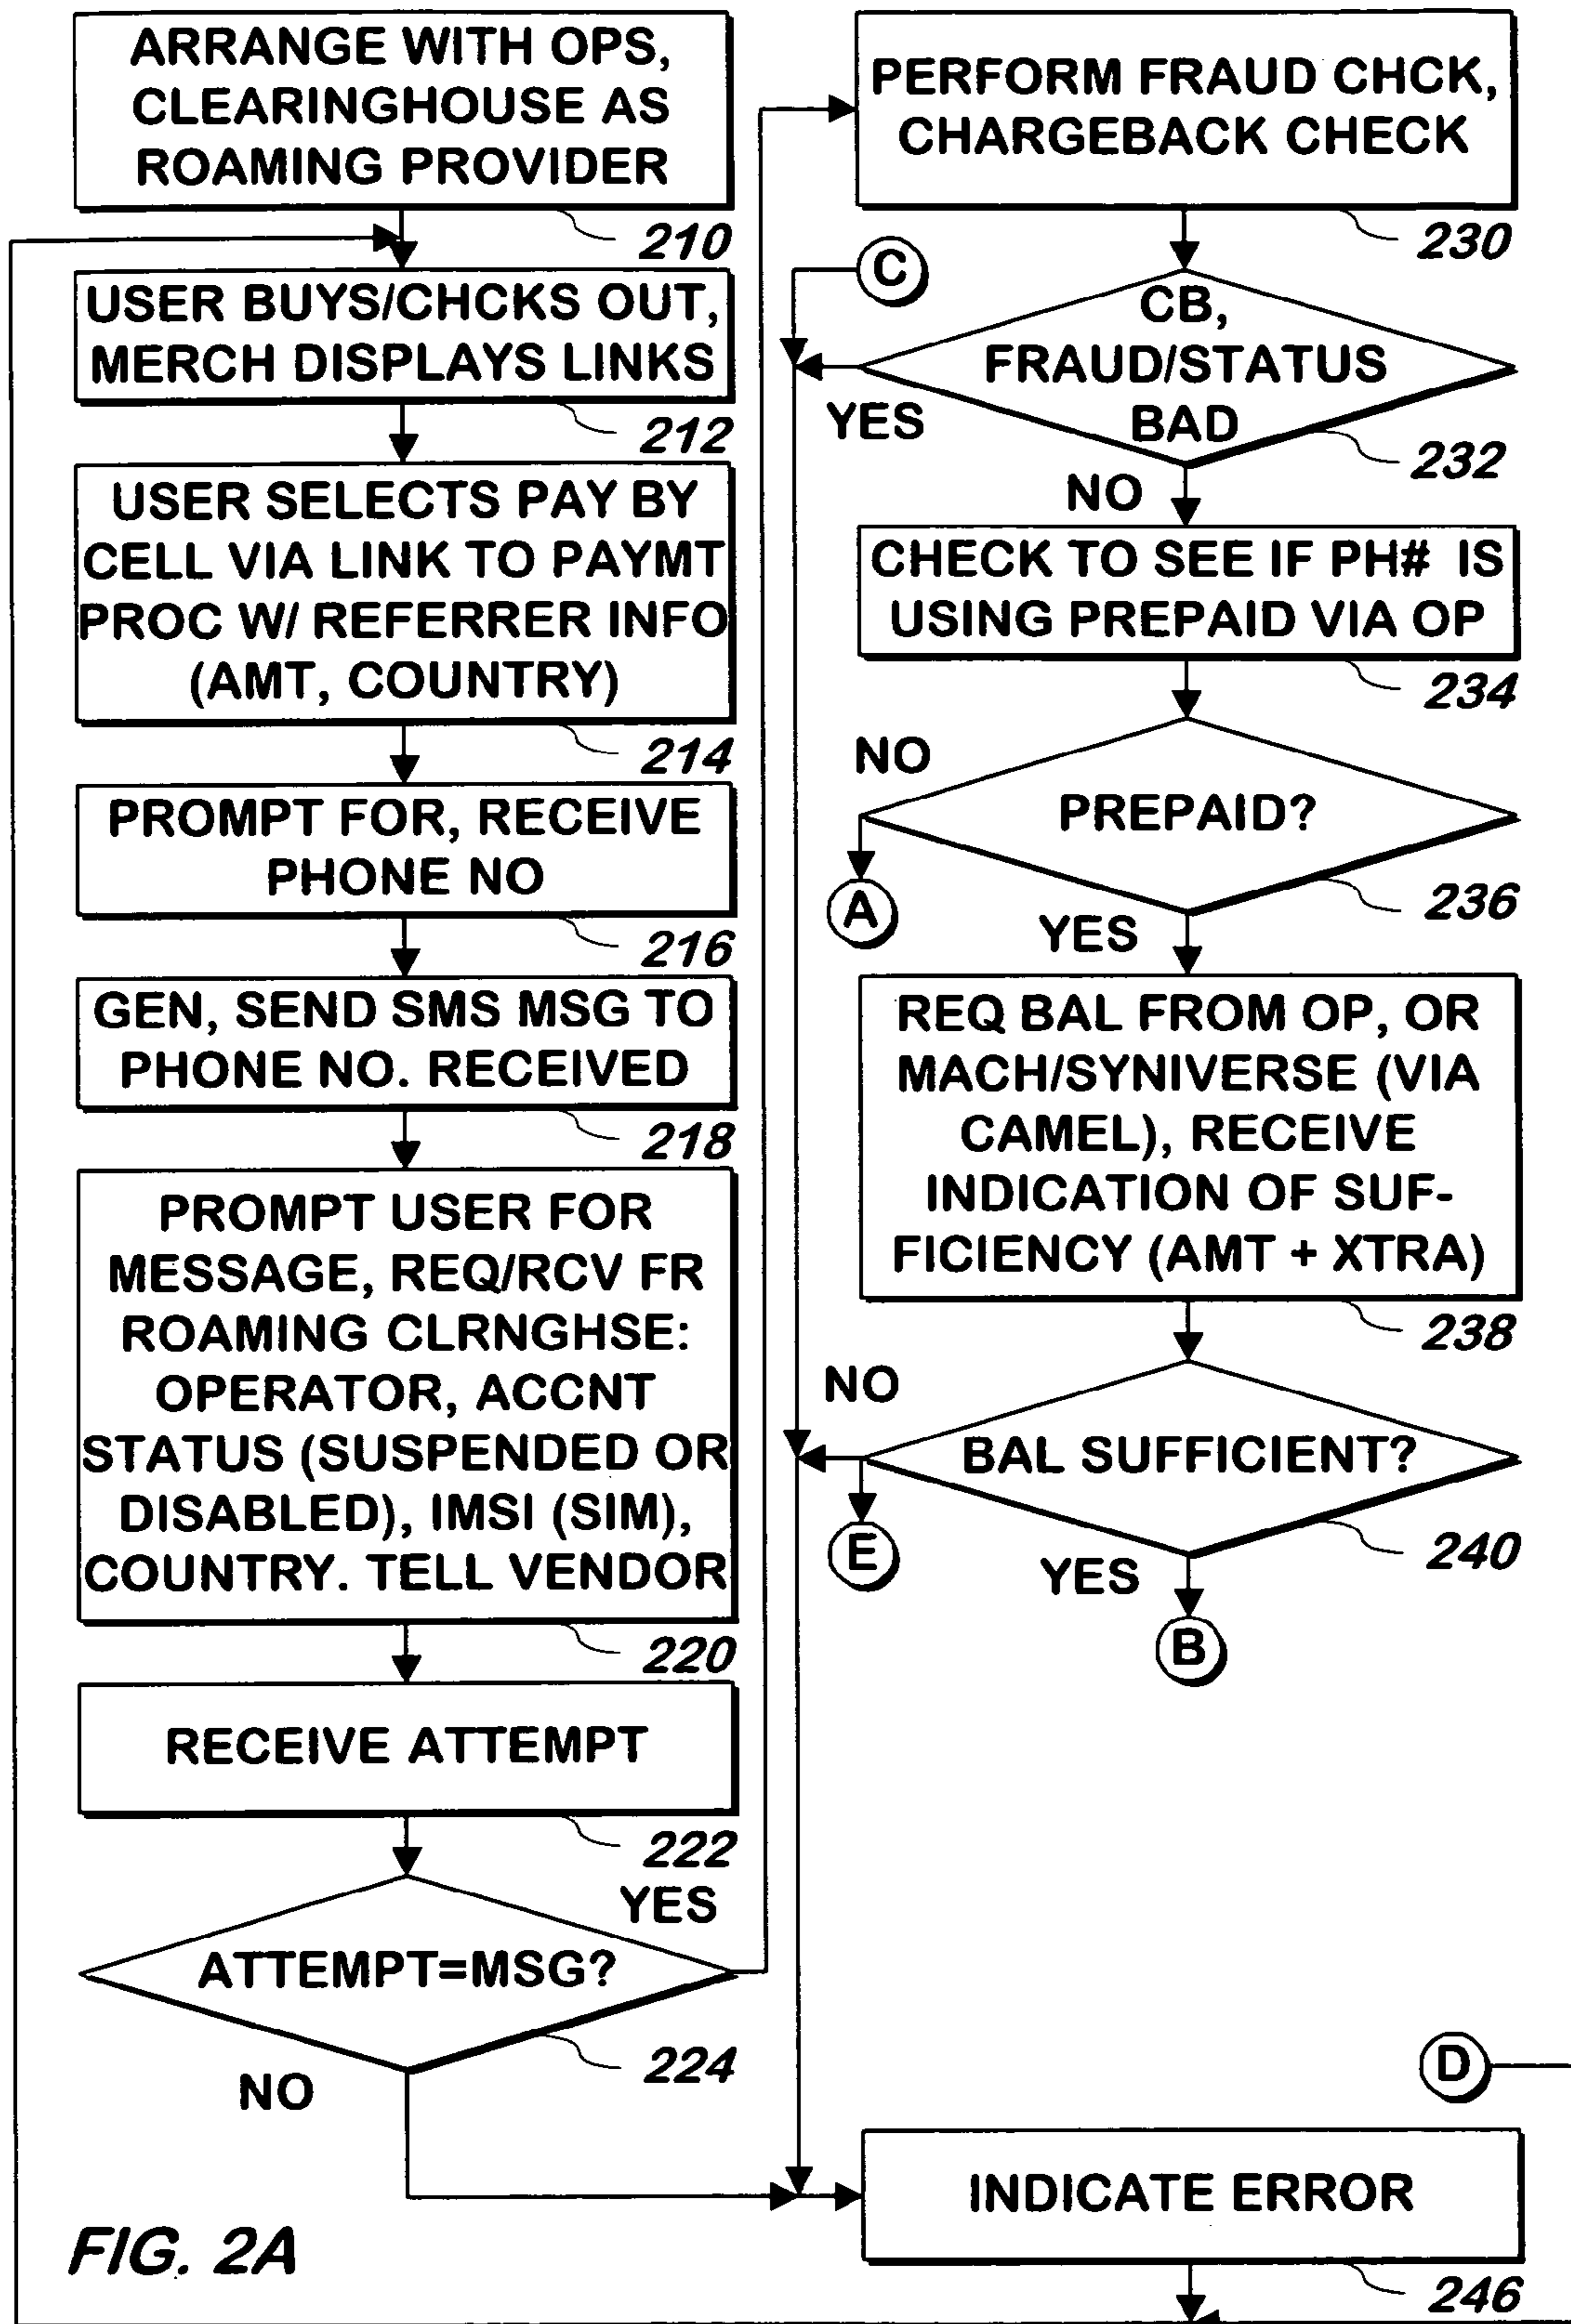 ARRANGE WITH OPS,
CLEARINGHOUSE AS
ROAMING PROVIDER
210
USER BUYS/CHCKS OUT,
MERCH DISPLAYS LINKS
212
USER SELECTS PAY BY
CELL VIA LINK TO PAYMT
PROC W/ REFERRER INFO
(AMT, COUNTRY)
214
PROMPT FOR, RECEIVE
PHONE NO
216
GEN, SEND SMS MSG TO
PHONE NO. RECEIVED
218
PROMPT USER FOR
MESSAGE, REQ/RCV FR
ROAMING CLRNGHSE:
OPERATOR, ACCNT
STATUS (SUSPENDED OR
DISABLED), IMSI (SIM),
COUNTRY. TELL VENDOR
220
RECEIVE ATTEMPT
222
YES
ATTEMPT=MSG?
224
NO
PERFORM FRAUD CHCK,
CHARGEBACK CHECK
230
C
CB,
FRAUD/STATUS
BAD
YES
232
NO
CHECK TO SEE IF PH# IS
USING PREPAID VIA OP
234
NO
PREPAID?
A
236
YES
REQ BAL FROM OP, OR
MACH/SYNIVERSE (VIA
CAMEL), RECEIVE
INDICATION OF SUF-
FICIENCY (AMT + XTRA)
238
NO
BAL SUFFICIENT?
E
240
YES
B
D
INDICATE ERROR
246
FIG. 2A